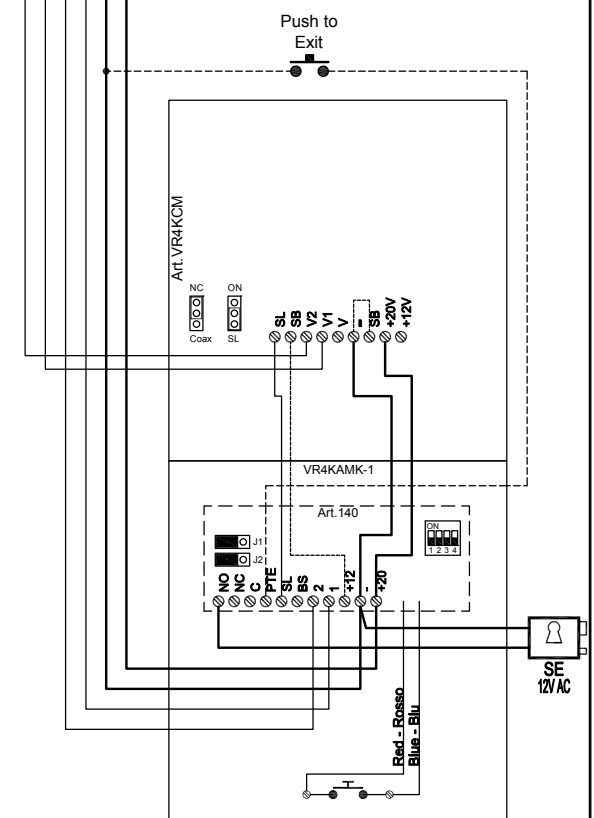 Push to
Exit
Art.VR4KCM
NC
ON
Coax
SL
SL
SB
V2
V1
V
-
SB
+20V
+12V
VR4KAMK-1
Art.140
ON
1 2 3 4
J1
J2
NO
NC
C
PTE
SL
BS
2
1
+12
-
+20
SE
12V AC
Red - Rosso
Blue - Blu